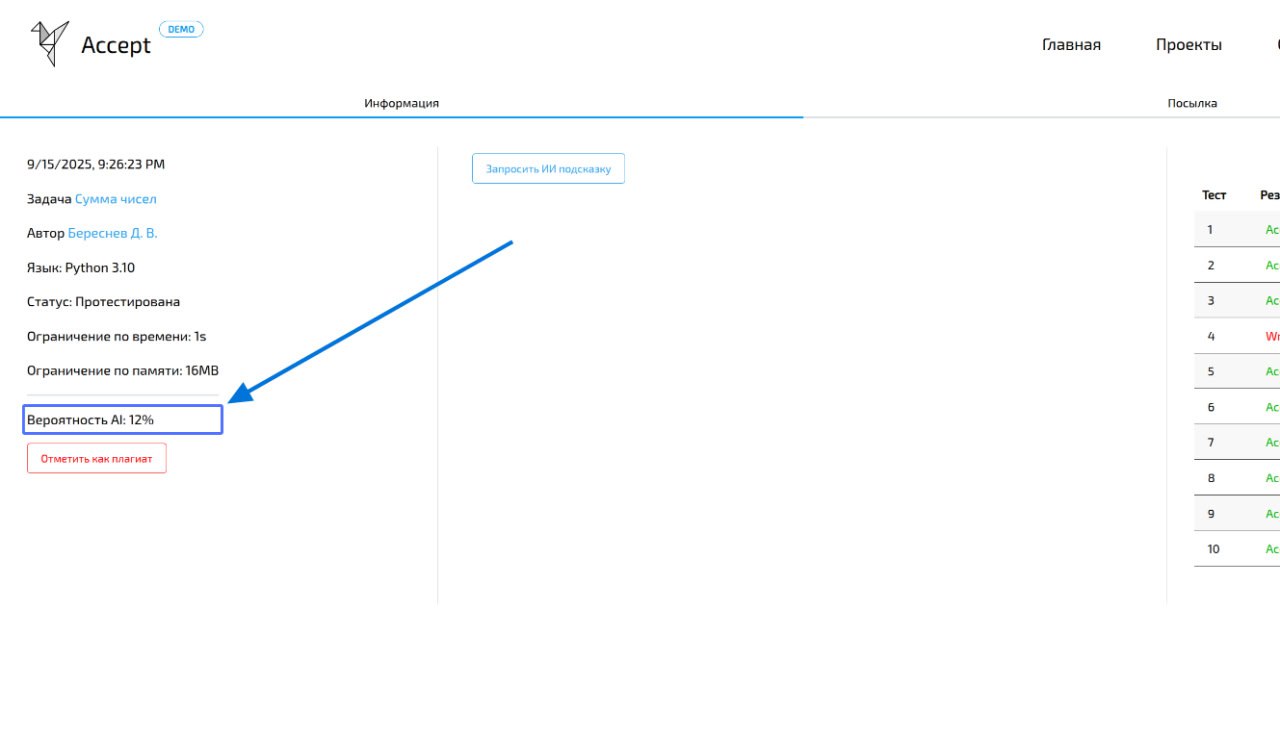 Accept
DEMO
Главная
Проекты
Информация
Посылка
9/15/2025, 9:26:23 PM
Задача Сумма чисел
Автор Береснев Д. В.
Язык: Python 3.10
Статус: Протестирована
Ограничение по времени: 1s
Ограничение по памяти: 16MB
Вероятность AI: 12%
Отметить как плагиат
Запросить ИИ подсказку
Тест Рез
1 Ac
2 Ac
3 Ac
4 Wr
5 Ac
6 Ac
7 Ac
8 Ac
9 Ac
10 Ac